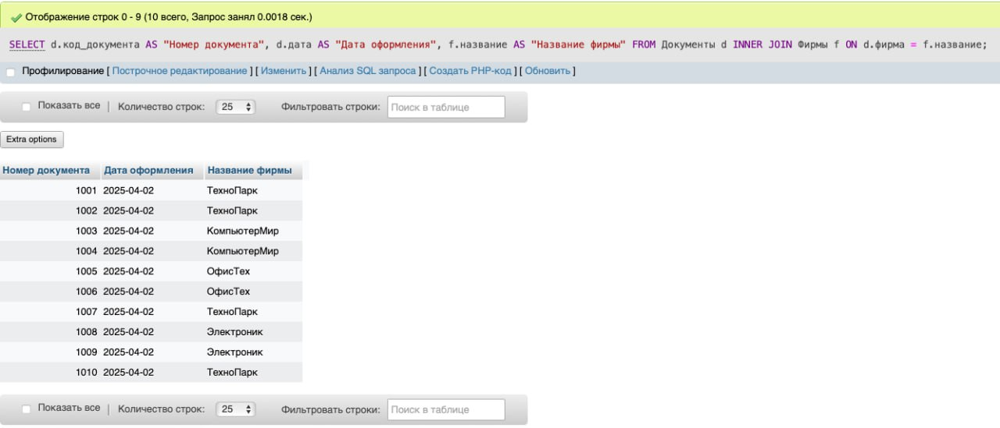 Отображение строк 0 - 9 (10 всего, Запрос занял 0.0018 сек.)
SELECT d.код_документа AS "Номер документа", d.дата AS "Дата оформления", f.название AS "Название фирмы" FROM Документы d INNER JOIN Фирмы f ON d.фирма = f.название;
Профилирование [ Построчное редактирование ] [ Изменить ] [ Анализ SQL запроса ] [ Создать PHP-код ] [ Обновить ]
Показать все | Количество строк: 25 Фильтровать строки: Поиск в таблице
Extra options
Номер документа Дата оформления Название фирмы
1001 2025-04-02 ТехноПарк
1002 2025-04-02 ТехноПарк
1003 2025-04-02 КомпьютерМир
1004 2025-04-02 КомпьютерМир
1005 2025-04-02 ОфисТех
1006 2025-04-02 ОфисТех
1007 2025-04-02 ТехноПарк
1008 2025-04-02 Электроник
1009 2025-04-02 Электроник
1010 2025-04-02 ТехноПарк
Показать все | Количество строк: 25 Фильтровать строки: Поиск в таблице